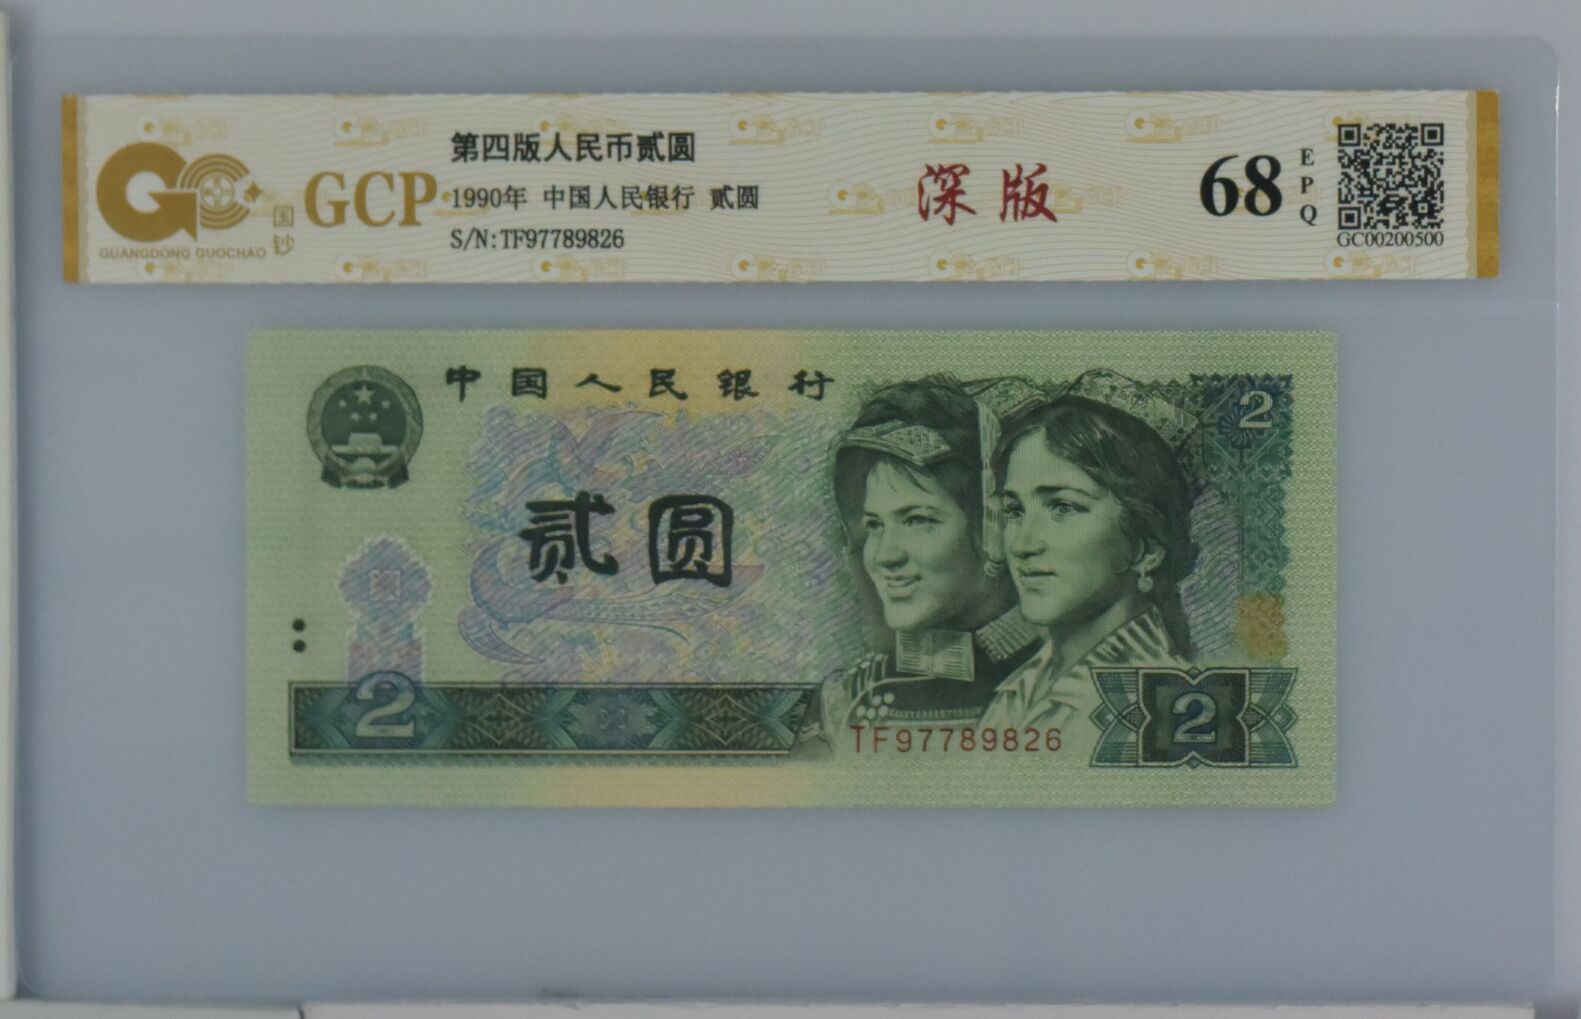 第四版人民币贰圆
GCP
1990年 中国人民银行 贰圆
S/N:TF97789826
国钞
GUANGDONG GUOCHAO
深版
68
EPQ
GC00200500
中国人民银行
2
贰圆
2
TF97789826
2